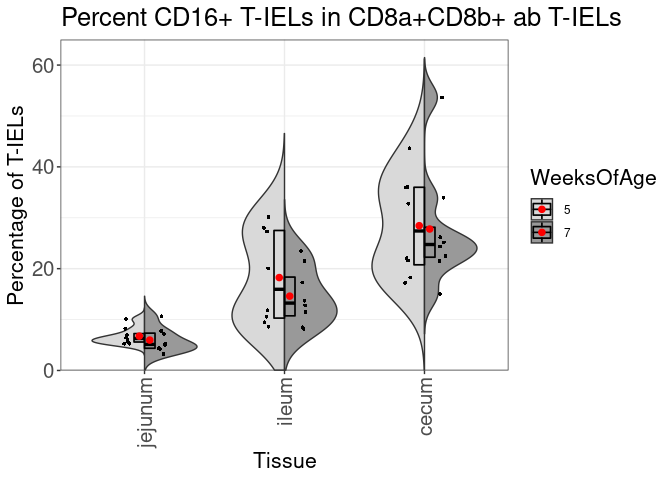 Percent CD16+ T-IELs in CD8a+CD8b+ ab T-IELs
Percentage of T-IELs
60
40
20
0
jejunum
ileum
cecum
Tissue
WeeksOfAge
5
7